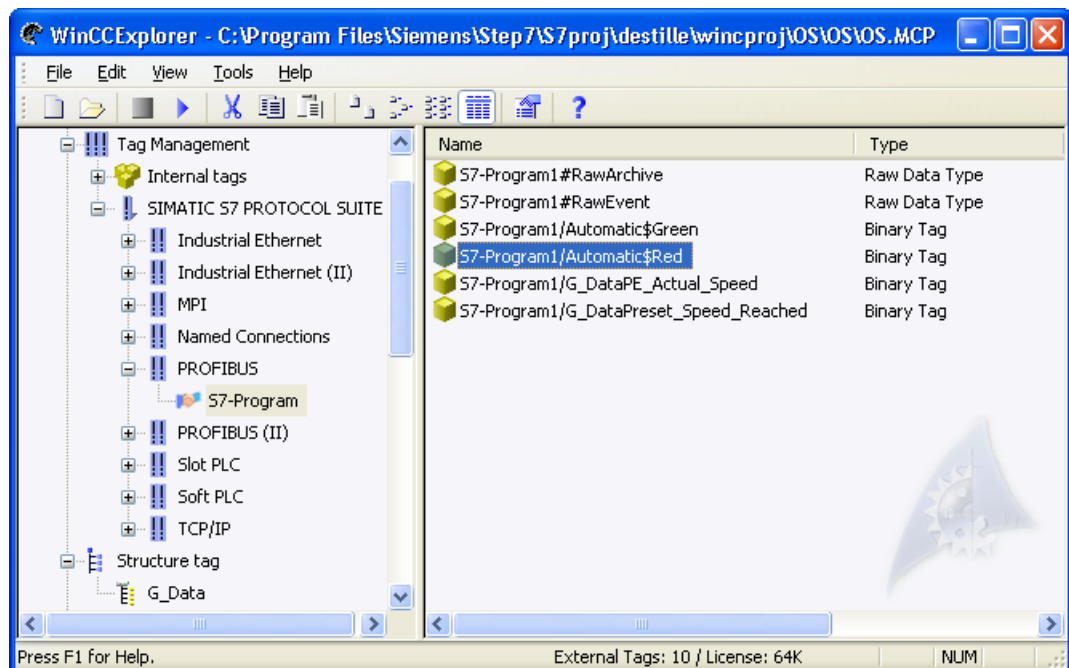 WinCCExplorer - C:\Program Files\Siemens\Step7\S7proj\destille\wincproj\OS\OS\OS.MCP
File Edit View Tools Help
Tag Management
Internal tags
SIMATIC S7 PROTOCOL SUITE
Industrial Ethernet
Industrial Ethernet (II)
MPI
Named Connections
PROFIBUS
S7-Program
PROFIBUS (II)
Slot PLC
Soft PLC
TCP/IP
Structure tag
G_Data
Name Type
S7-Program1#RawArchive Raw Data Type
S7-Program1#RawEvent Raw Data Type
S7-Program1/Automatic$Green Binary Tag
S7-Program1/Automatic$Red Binary Tag
S7-Program1/G_DataPE_Actual_Speed Binary Tag
S7-Program1/G_DataPreset_Speed_Reached Binary Tag
Press F1 for Help. External Tags: 10 / License: 64K NUM